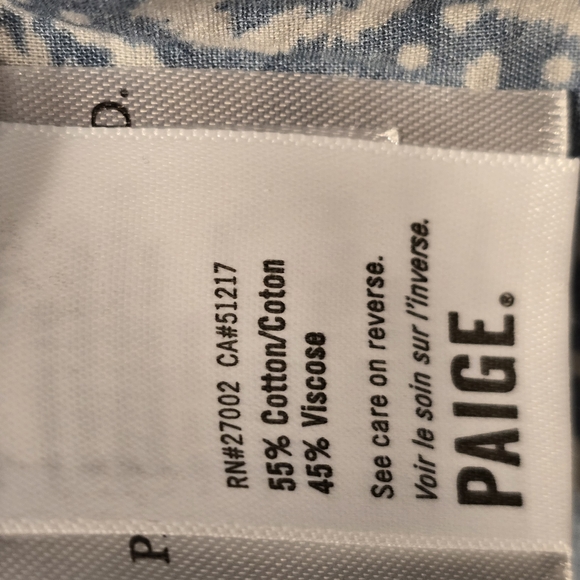 RN#27002 CA#51217
55% Cotton/Coton
45% Viscose
See care on reverse.
Voir le soin sur l'inverse.
PAIGE®
P
D.